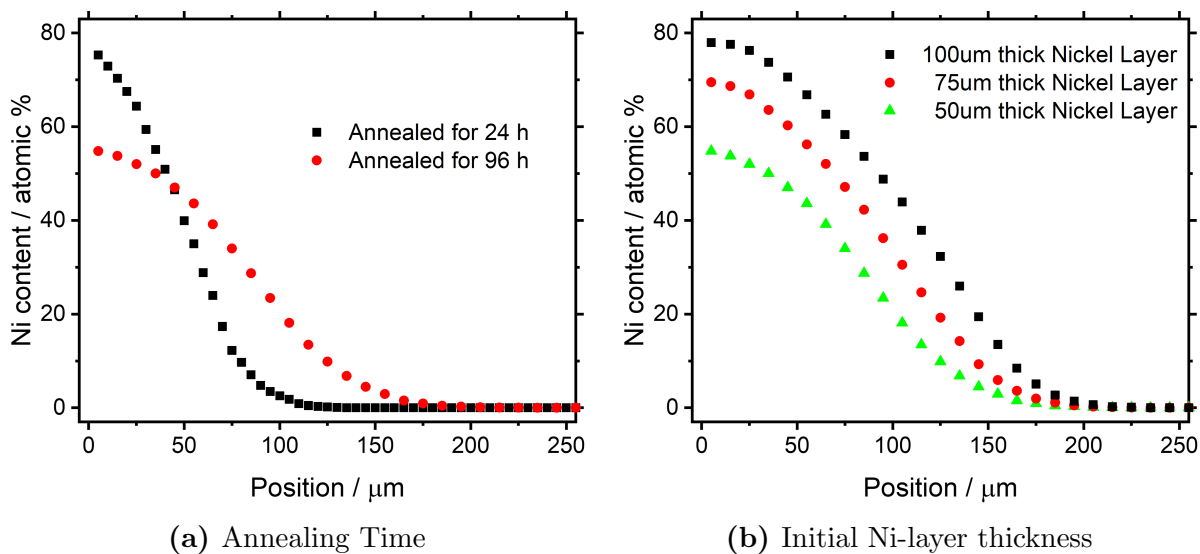 80
60
40
20
0
Ni content / atomic %
Annealed for 24 h
Annealed for 96 h
0 50 100 150 200 250
Position / μm
(a) Annealing Time
80
60
40
20
0
Ni content / atomic %
100um thick Nickel Layer
75um thick Nickel Layer
50um thick Nickel Layer
0 50 100 150 200 250
Position / μm
(b) Initial Ni-layer thickness